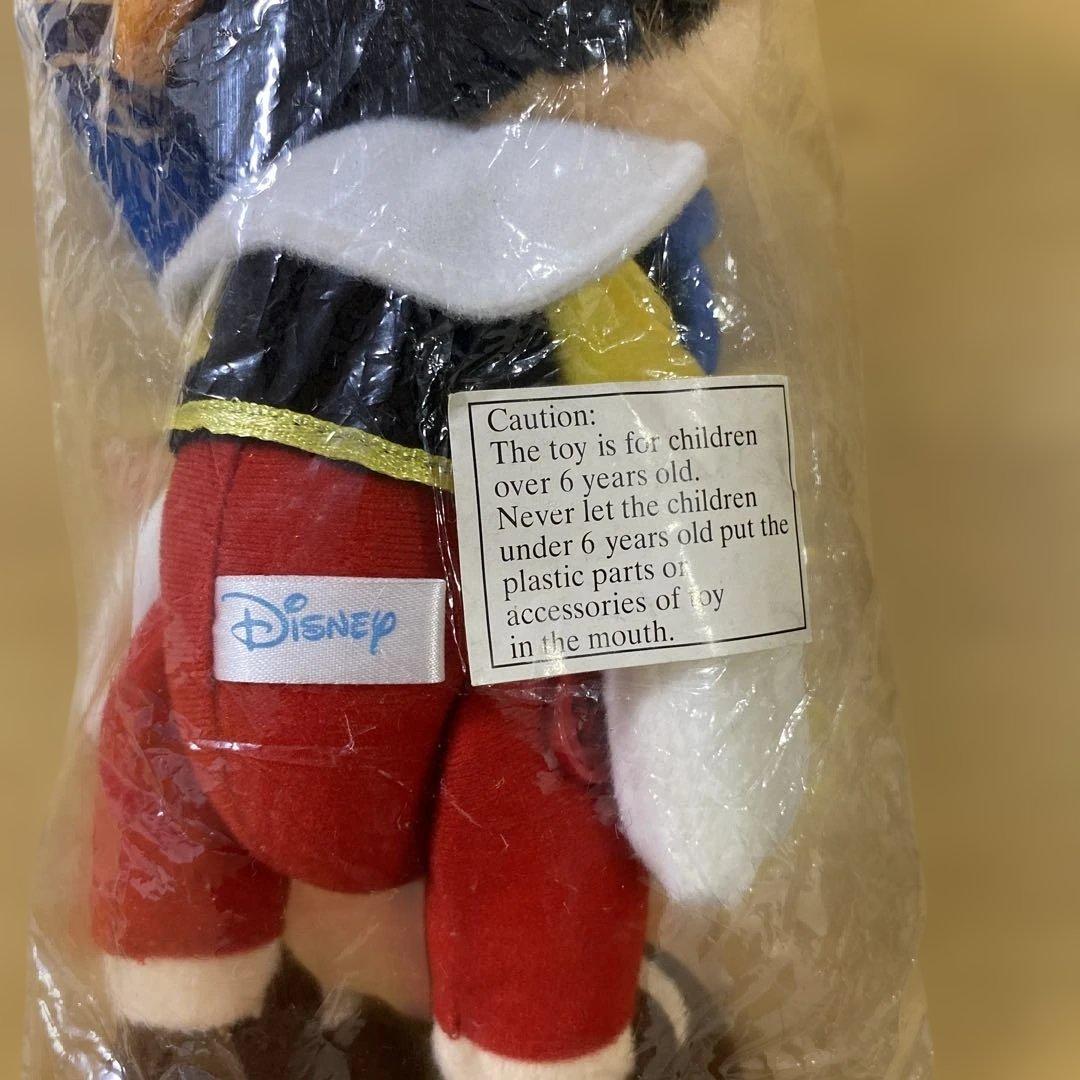 Caution:
The toy is for children
over 6 years old.
Never let the children
under 6 years old put the
plastic parts or
accessories of toy
in the mouth.
Disney